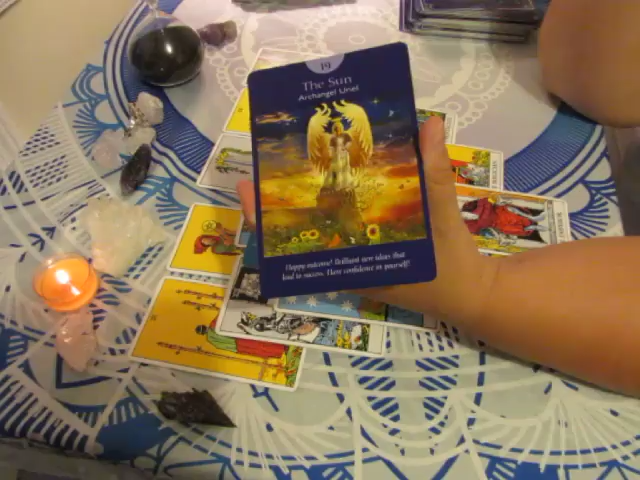 19
The Sun
Archangel Uriel
Happy outcome! Brilliant new ideas that
lead to success. Have confidence in yourself!